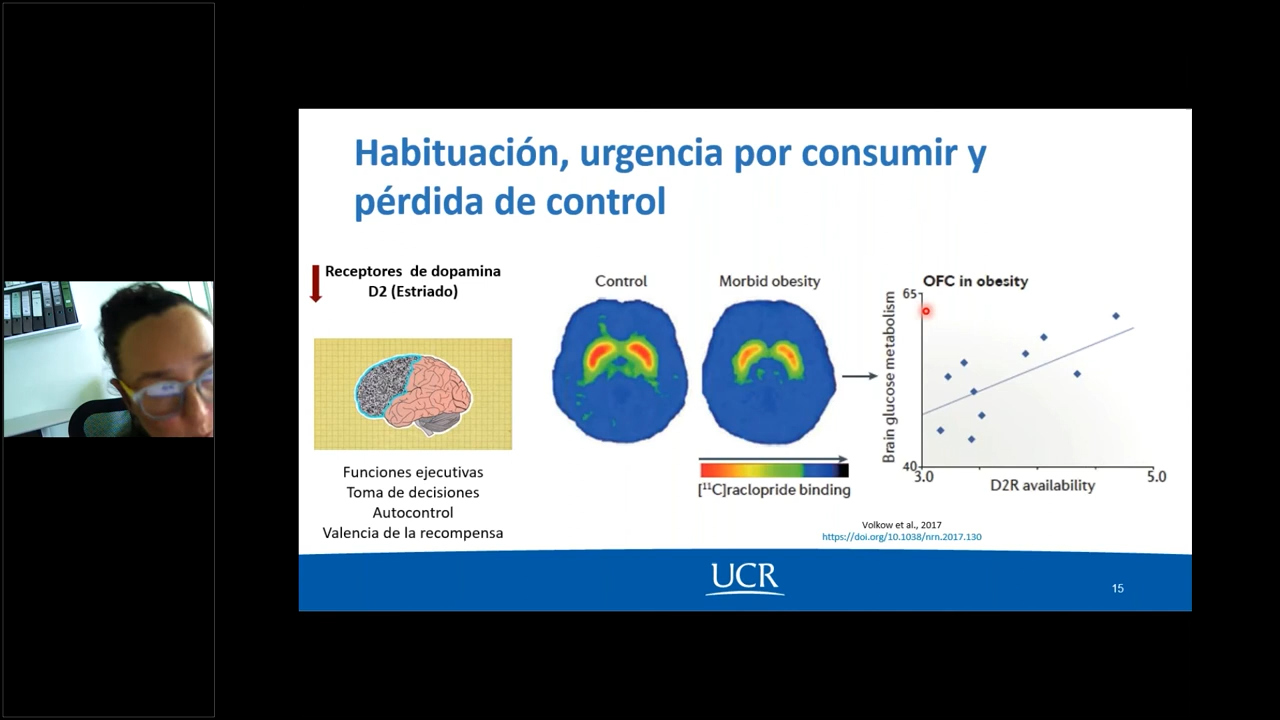 Habituación, urgencia por consumir y
pérdida de control
Receptores de dopamina
D2 (Estriado)
Funciones ejecutivas
Toma de decisiones
Autocontrol
Valencia de la recompensa
Control
Morbid obesity
[¹¹C]raclopride binding
OFC in obesity
65
Brain glucose metabolism
40
3.0
5.0
D2R availability
Volkow et al., 2017
https://doi.org/10.1038/nrn.2017.130
UCR
15